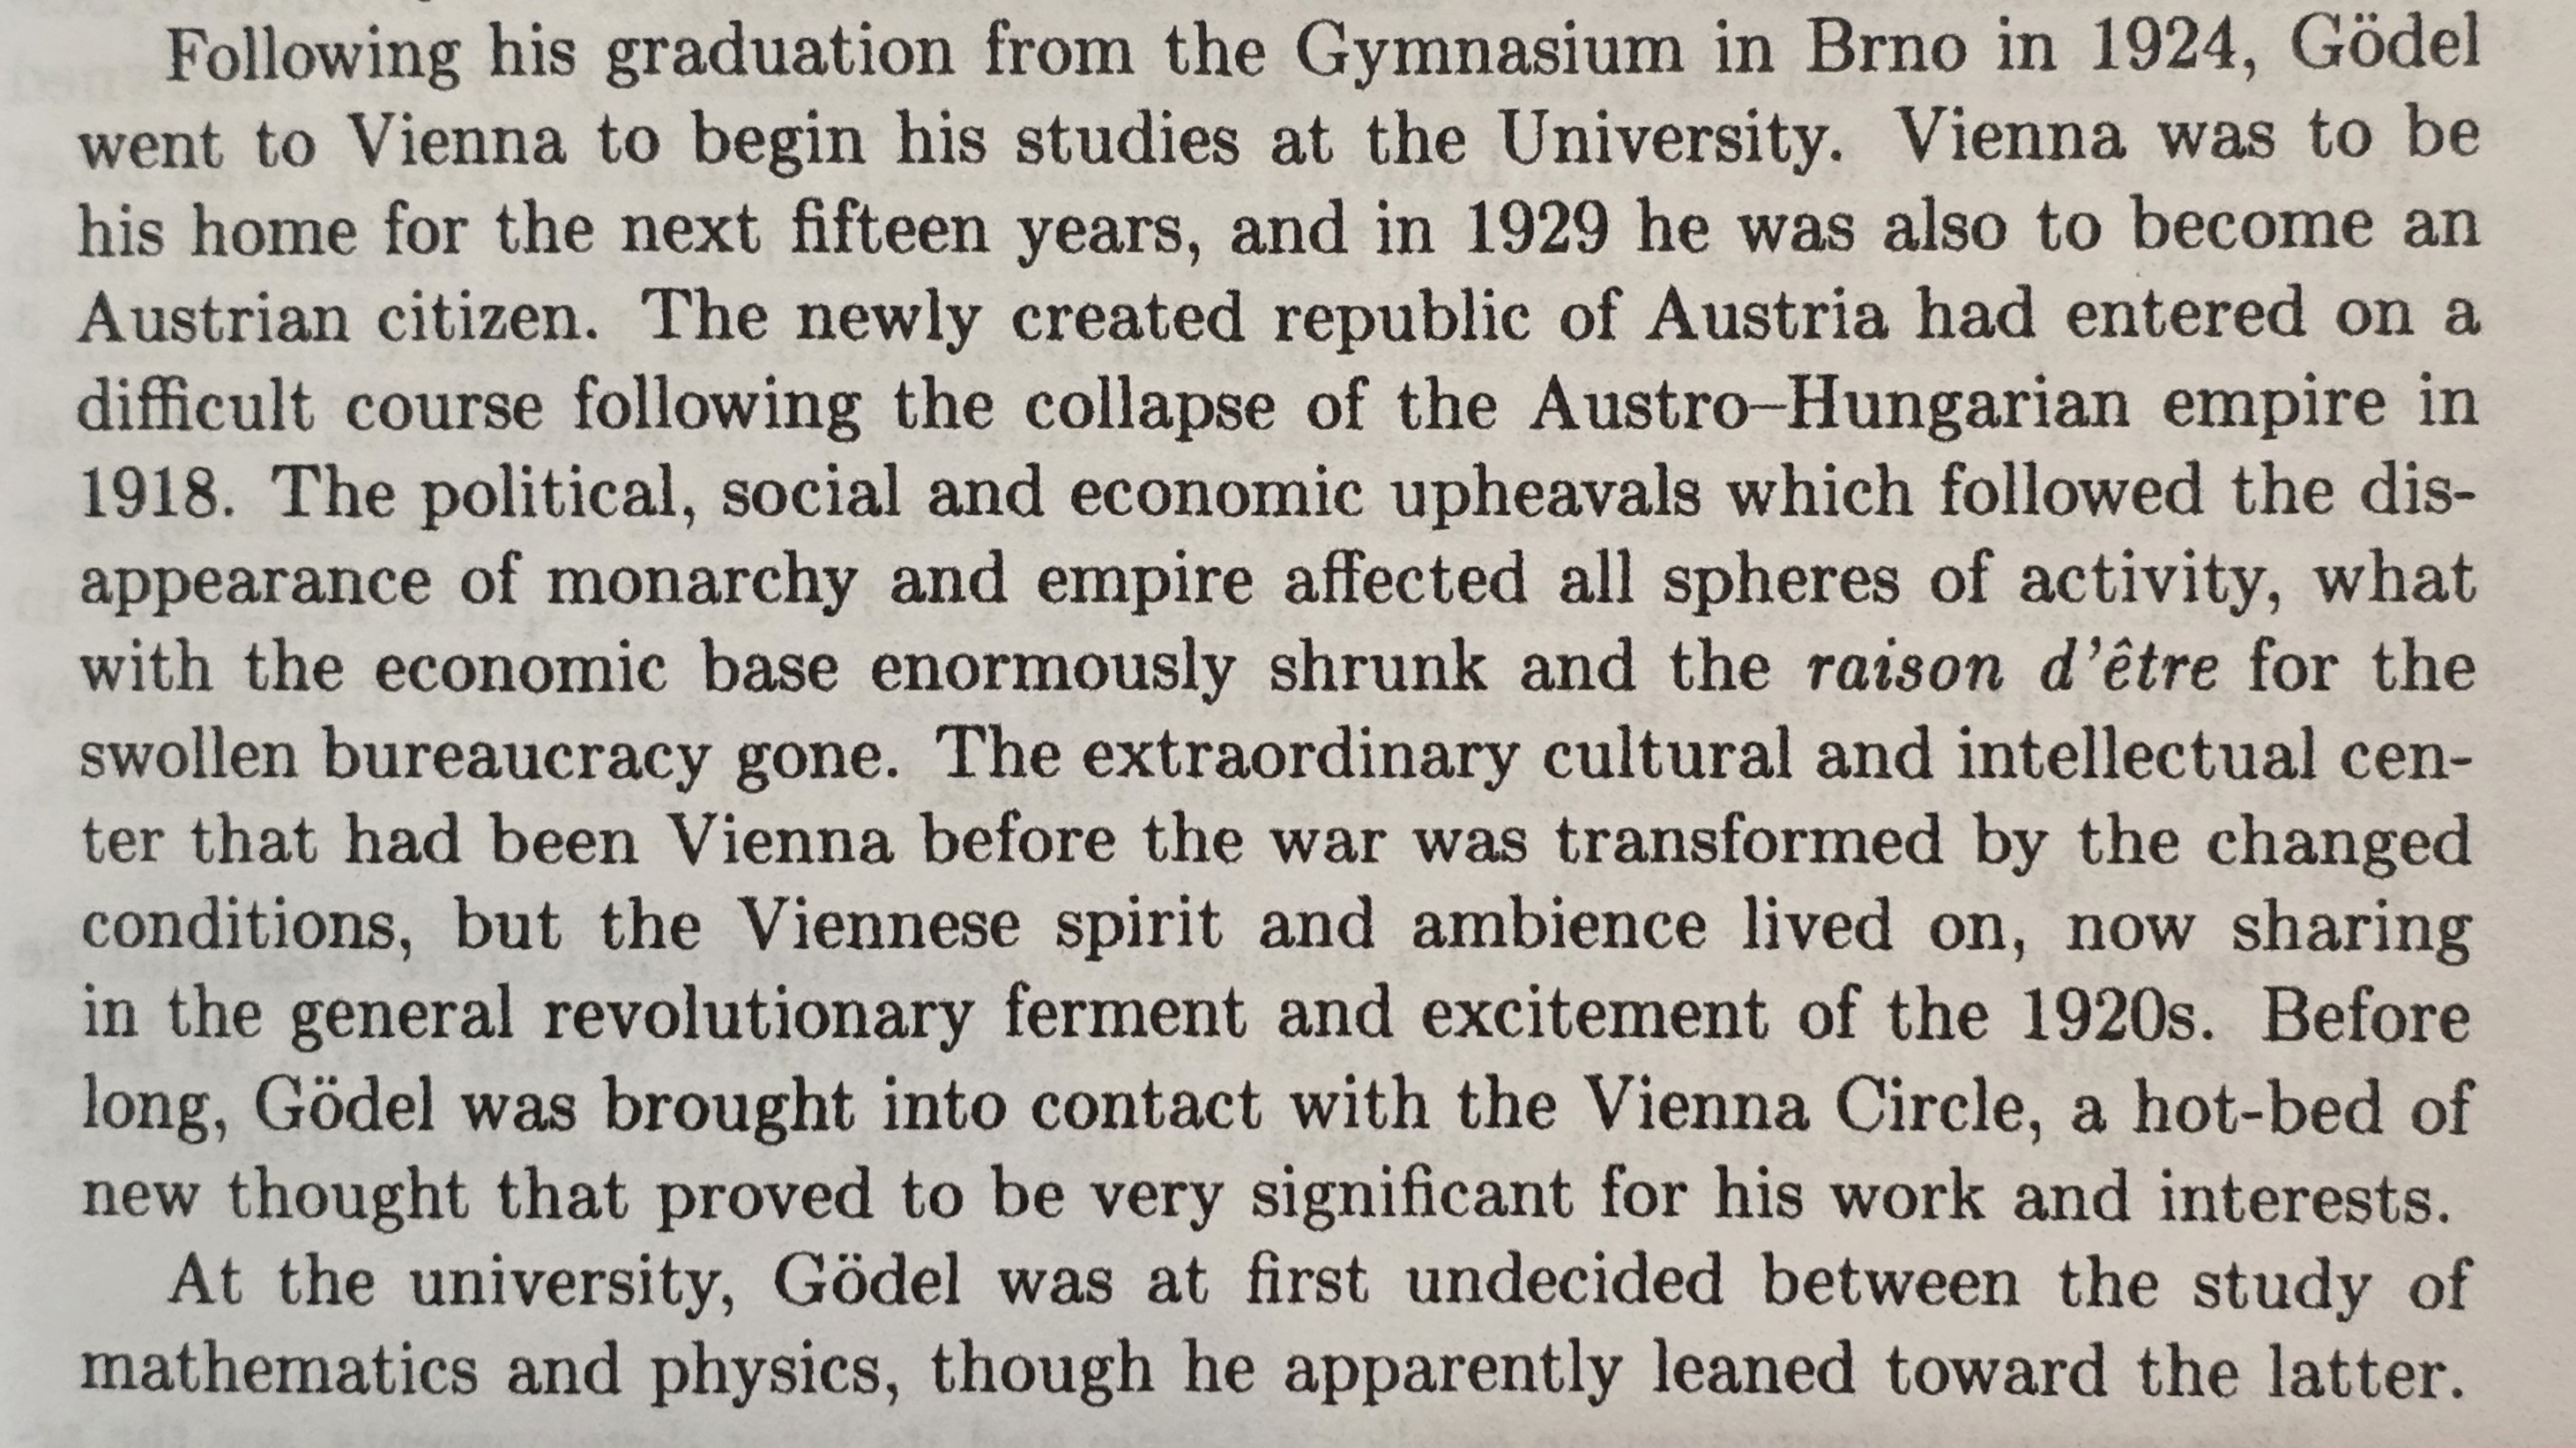 Following his graduation from the Gymnasium in Brno in 1924, Gödel
went to Vienna to begin his studies at the University. Vienna was to be
his home for the next fifteen years, and in 1929 he was also to become an
Austrian citizen. The newly created republic of Austria had entered on a
difficult course following the collapse of the Austro–Hungarian empire in
1918. The political, social and economic upheavals which followed the dis-
appearance of monarchy and empire affected all spheres of activity, what
with the economic base enormously shrunk and the raison d'être for the
swollen bureaucracy gone. The extraordinary cultural and intellectual cen-
ter that had been Vienna before the war was transformed by the changed
conditions, but the Viennese spirit and ambience lived on, now sharing
in the general revolutionary ferment and excitement of the 1920s. Before
long, Gödel was brought into contact with the Vienna Circle, a hot-bed of
new thought that proved to be very significant for his work and interests.
At the university, Gödel was at first undecided between the study of
mathematics and physics, though he apparently leaned toward the latter.